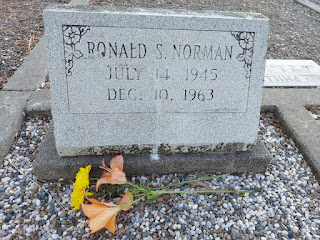 RONALD S. NORMAN
JULY 14 1945
DEC. 10, 1963